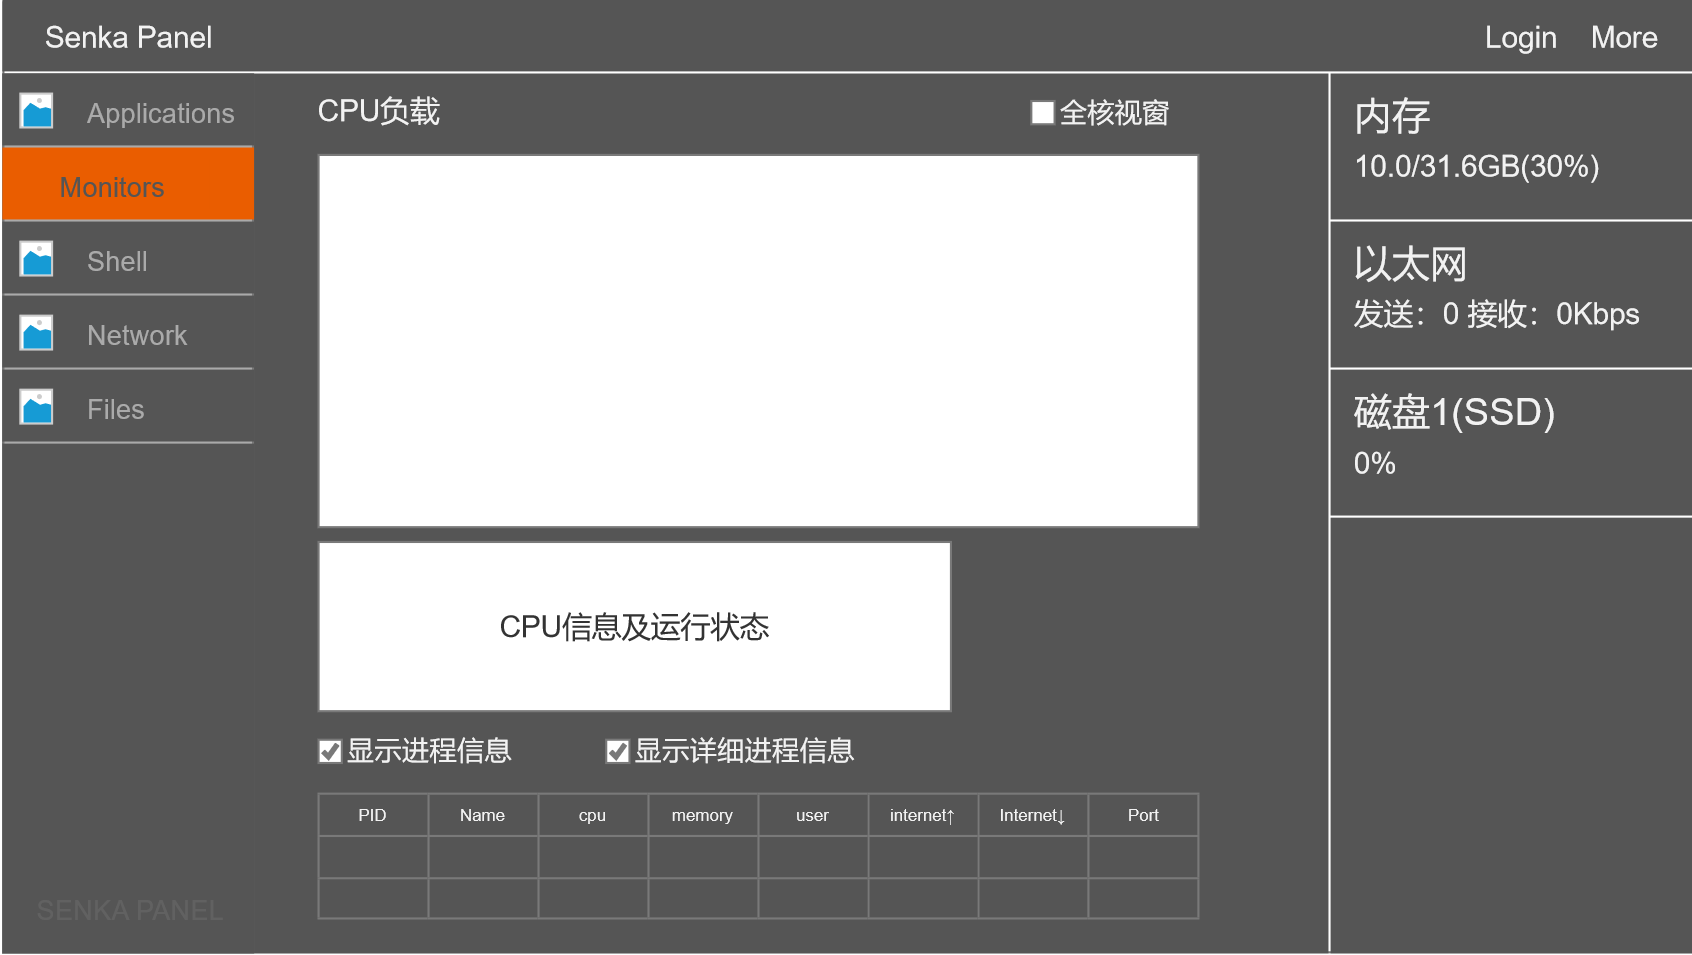 Senka Panel
Login
More
Applications
Monitors
Shell
Network
Files
SENKA PANEL
CPU负载
全核视窗
CPU信息及运行状态
显示进程信息
显示详细进程信息
PID Name cpu memory user internet↑ Internet↓ Port
内存
10.0/31.6GB(30%)
以太网
发送：0 接收：0Kbps
磁盘1(SSD)
0%